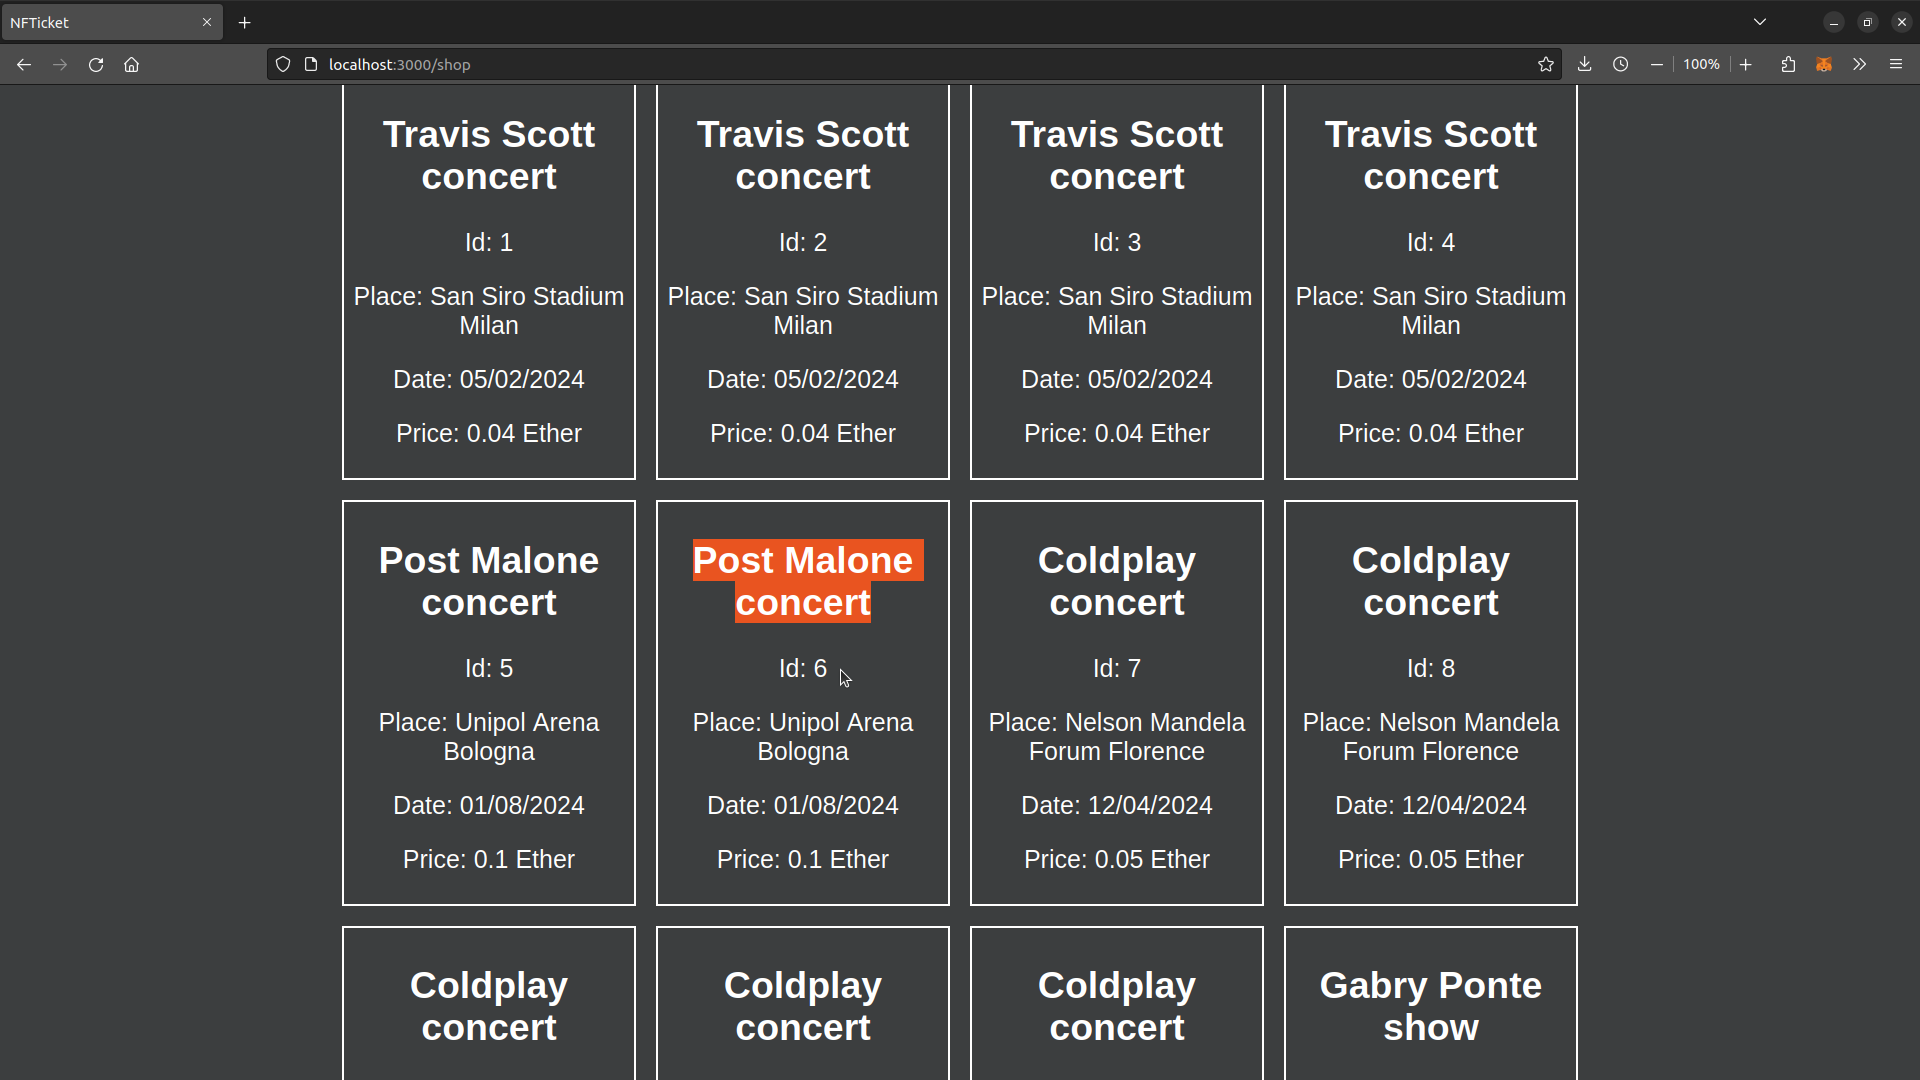 NFTicket
localhost:3000/shop
100%
Travis Scott
concert
Id: 1
Place: San Siro Stadium
Milan
Date: 05/02/2024
Price: 0.04 Ether
Travis Scott
concert
Id: 2
Place: San Siro Stadium
Milan
Date: 05/02/2024
Price: 0.04 Ether
Travis Scott
concert
Id: 3
Place: San Siro Stadium
Milan
Date: 05/02/2024
Price: 0.04 Ether
Travis Scott
concert
Id: 4
Place: San Siro Stadium
Milan
Date: 05/02/2024
Price: 0.04 Ether
Post Malone
concert
Id: 5
Place: Unipol Arena
Bologna
Date: 01/08/2024
Price: 0.1 Ether
Post Malone
concert
Id: 6
Place: Unipol Arena
Bologna
Date: 01/08/2024
Price: 0.1 Ether
Coldplay
concert
Id: 7
Place: Nelson Mandela
Forum Florence
Date: 12/04/2024
Price: 0.05 Ether
Coldplay
concert
Id: 8
Place: Nelson Mandela
Forum Florence
Date: 12/04/2024
Price: 0.05 Ether
Coldplay
concert
Coldplay
concert
Coldplay
concert
Gabry Ponte
show